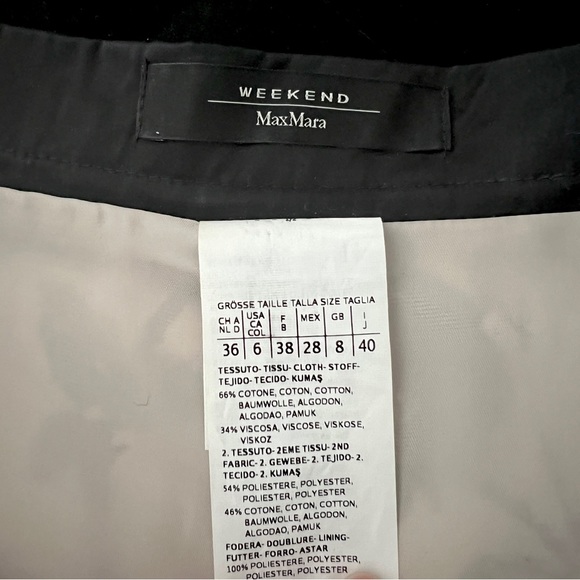 WEEKEND
MaxMara
GRÖSSE TAILLE TALLA SIZE TAGLIA
CH A NL D USA CA COL F B MEX GB I J
36 6 38 28 8 40
TESSUTO- TISSU- CLOTH- STOFF-
TEJIDO- TECIDO- KUMAŞ
66% COTONE, COTON, COTTON,
BAUMWOLLE, ALGODON,
ALGODAO, PAMUK
34% VISCOSA, VISCOSE, VISKOSE,
VISKOZ
2. TESSUTO- 2EME TISSU- 2ND
FABRIC- 2. GEWEBE- 2. TEJIDO- 2.
TECIDO- 2. KUMAŞ
54% POLIESTERE, POLYESTER,
POLIESTER, POLYESTER
46% COTONE, COTON, COTTON,
BAUMWOLLE, ALGODON,
ALGODAO, PAMUK
FODERA- DOUBLURE- LINING-
FUTTER- FORRO- ASTAR
100% POLIESTERE, POLYESTER,
POLIESTER, POLYESTER